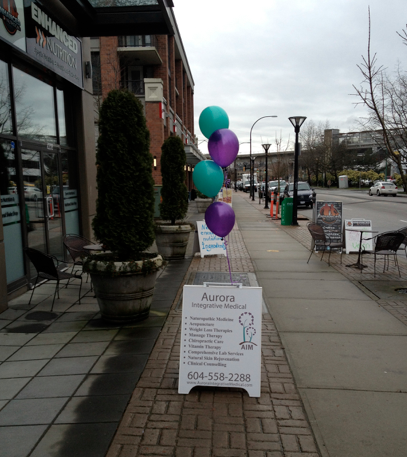 ENHANCED
NUTRITION
Aurora
Integrative Medical
• Naturopathic Medicine
• Acupuncture
• Weight Loss Therapies
• Massage Therapy
• Chiropractic Care
• Vitamin Therapy
• Comprehensive Lab Services
• Natural Skin Rejuvenation
• Clinical Counselling
AIM
604-558-2288